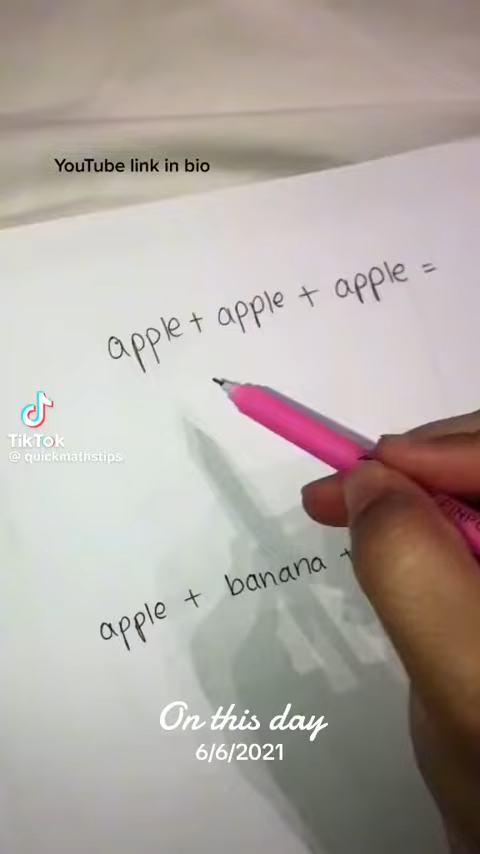 YouTube link in bio
apple + apple + apple =
TikTok
@ quickmathstips
apple + banana +
On this day
6/6/2021